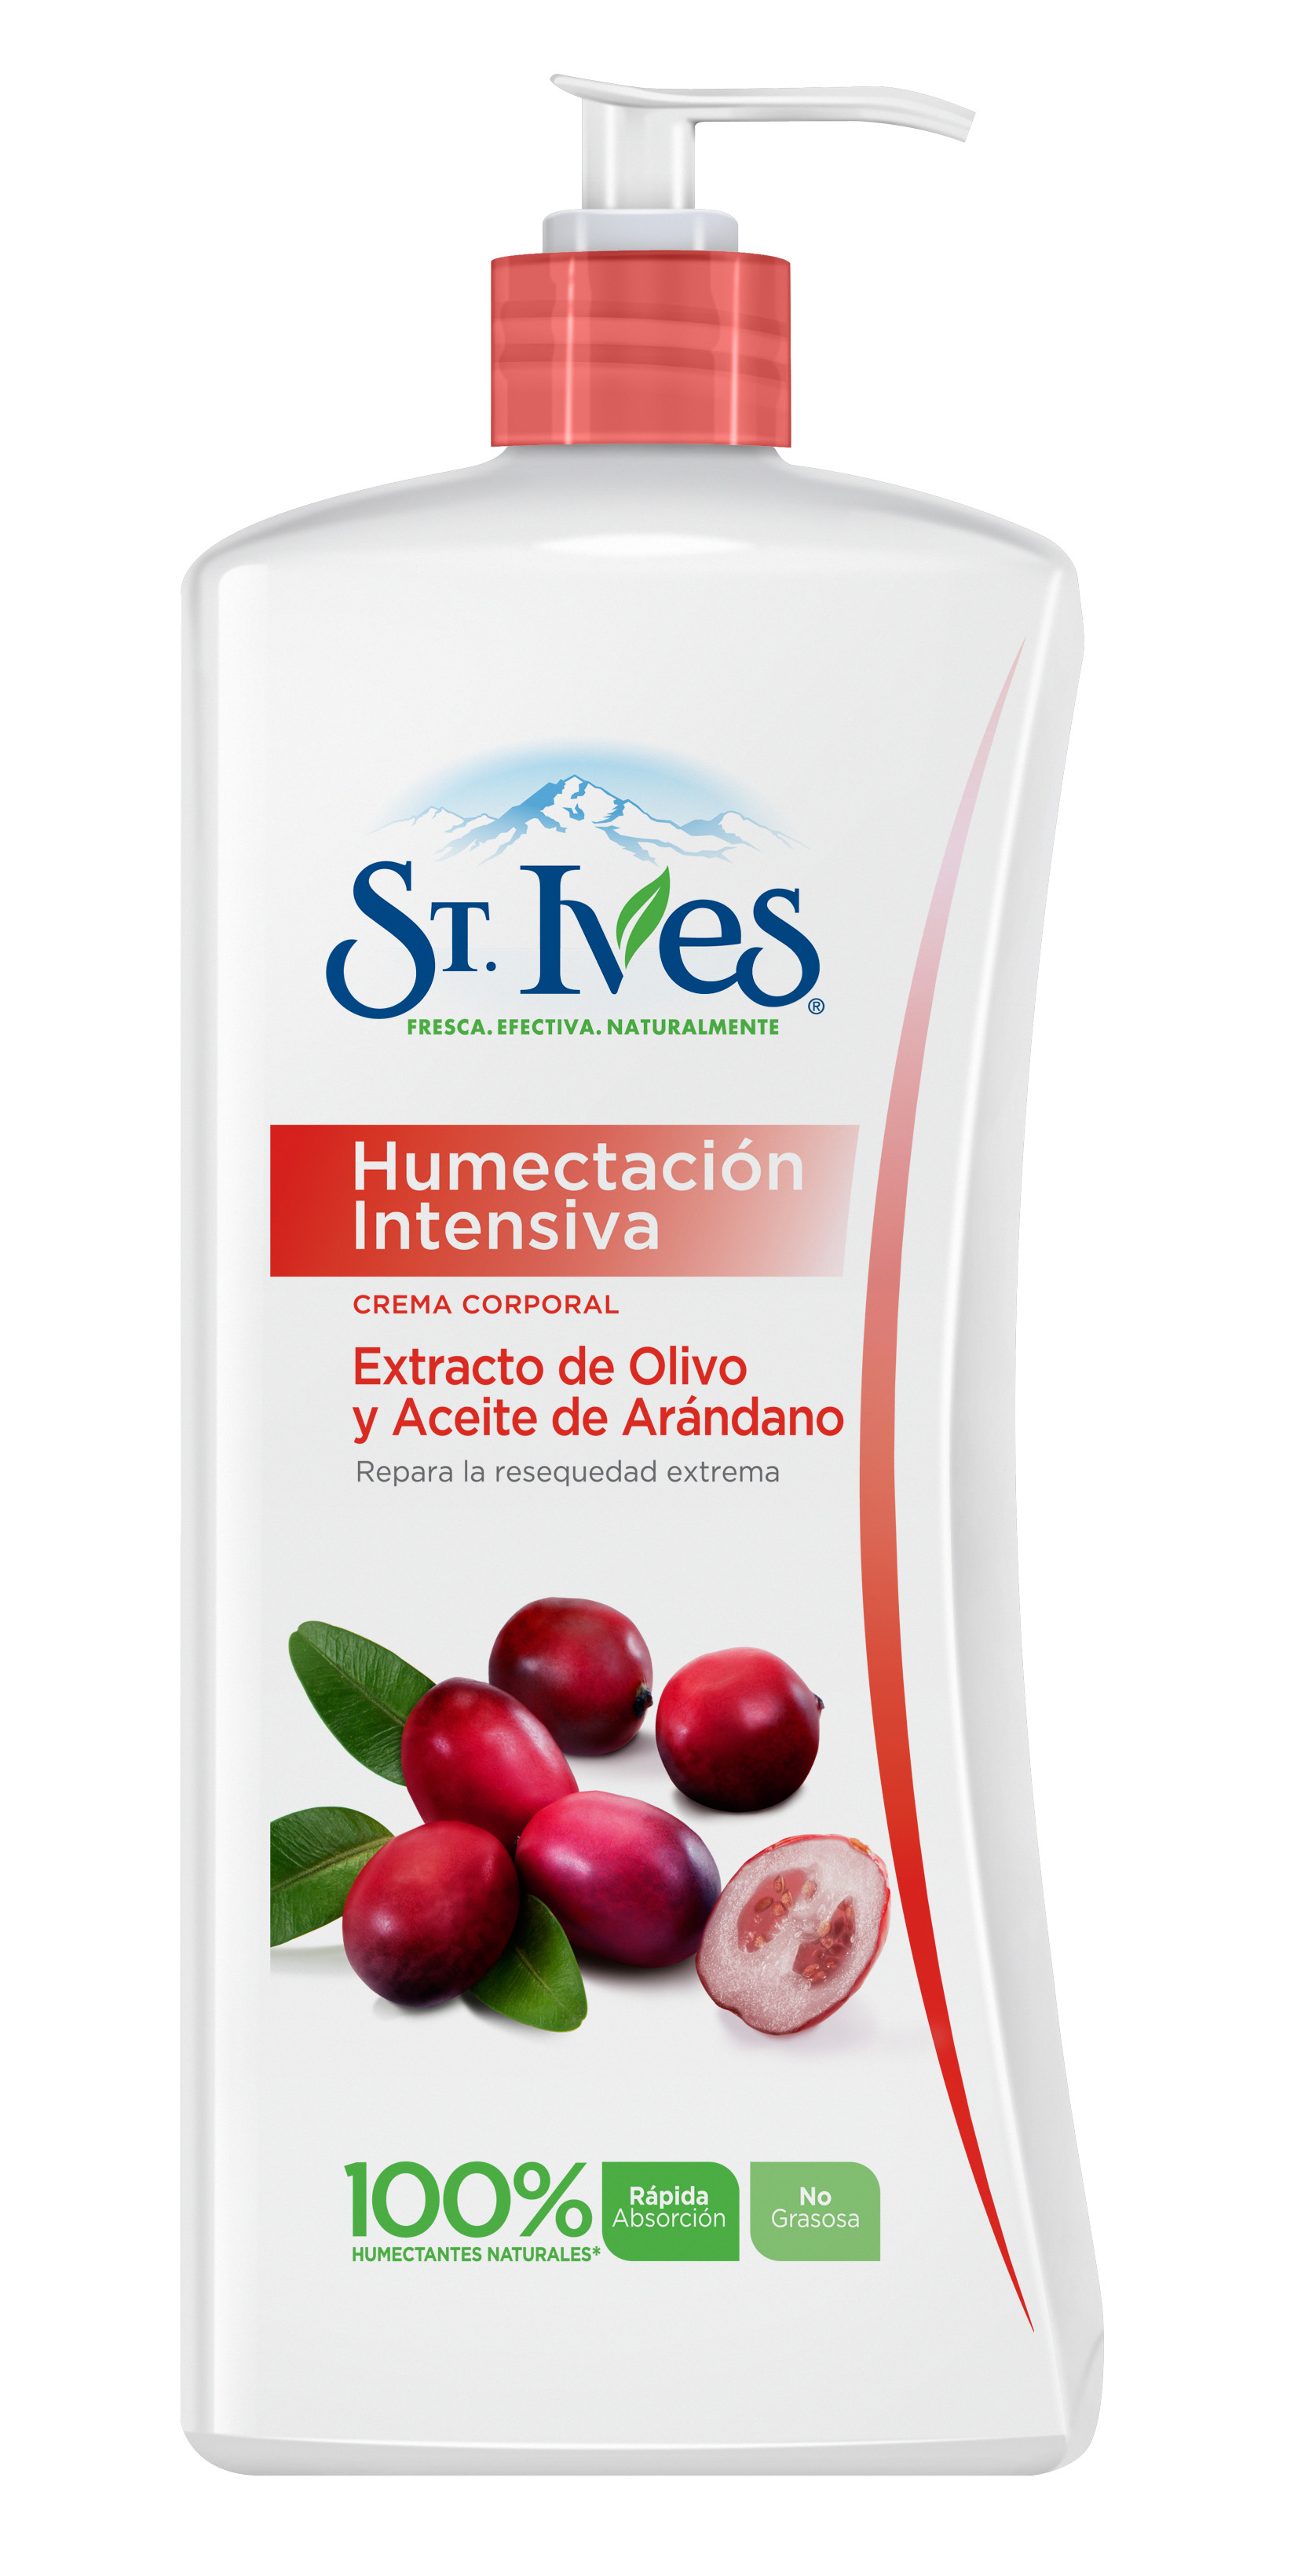 ST. IVES®
FRESCA. EFECTIVA. NATURALMENTE
Humectación
Intensiva
CREMA CORPORAL
Extracto de Olivo
y Aceite de Arándano
Repara la resequedad extrema
100%
HUMECTANTES NATURALES*
Rápida
Absorción
No
Grasosa